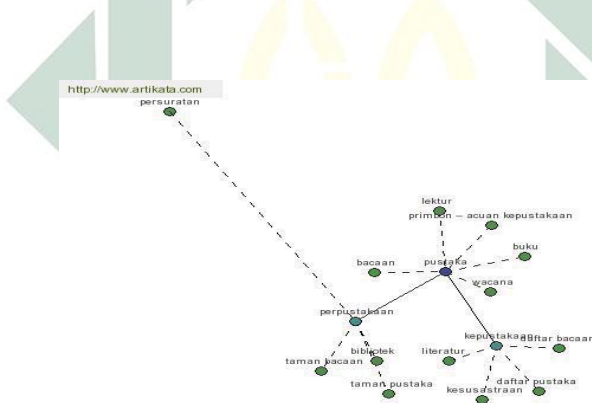 http://www.artikata.com
persuratan
lektur
primbon – acuan kepustakaan
buku
pustaka
bacaan
wacana
perpustakaan
kepustakaan
daftar bacaan
bibliotek
literatur
taman bacaan
taman pustaka
daftar pustaka
kesusastraan